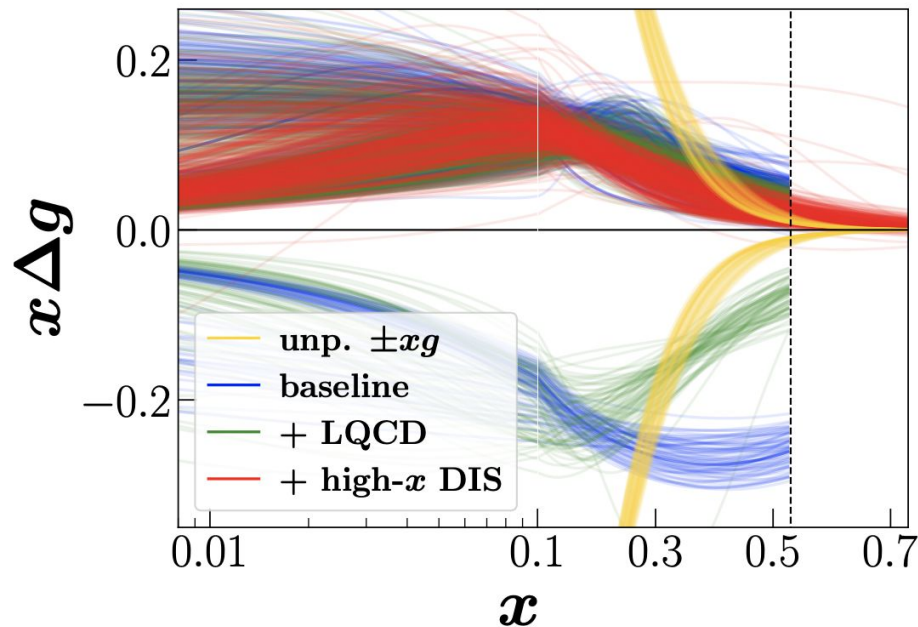 0.2
0.0
−0.2
xΔg
unp. ±xg
baseline
+ LQCD
+ high-x DIS
0.01 0.1 0.3 0.5 0.7
x